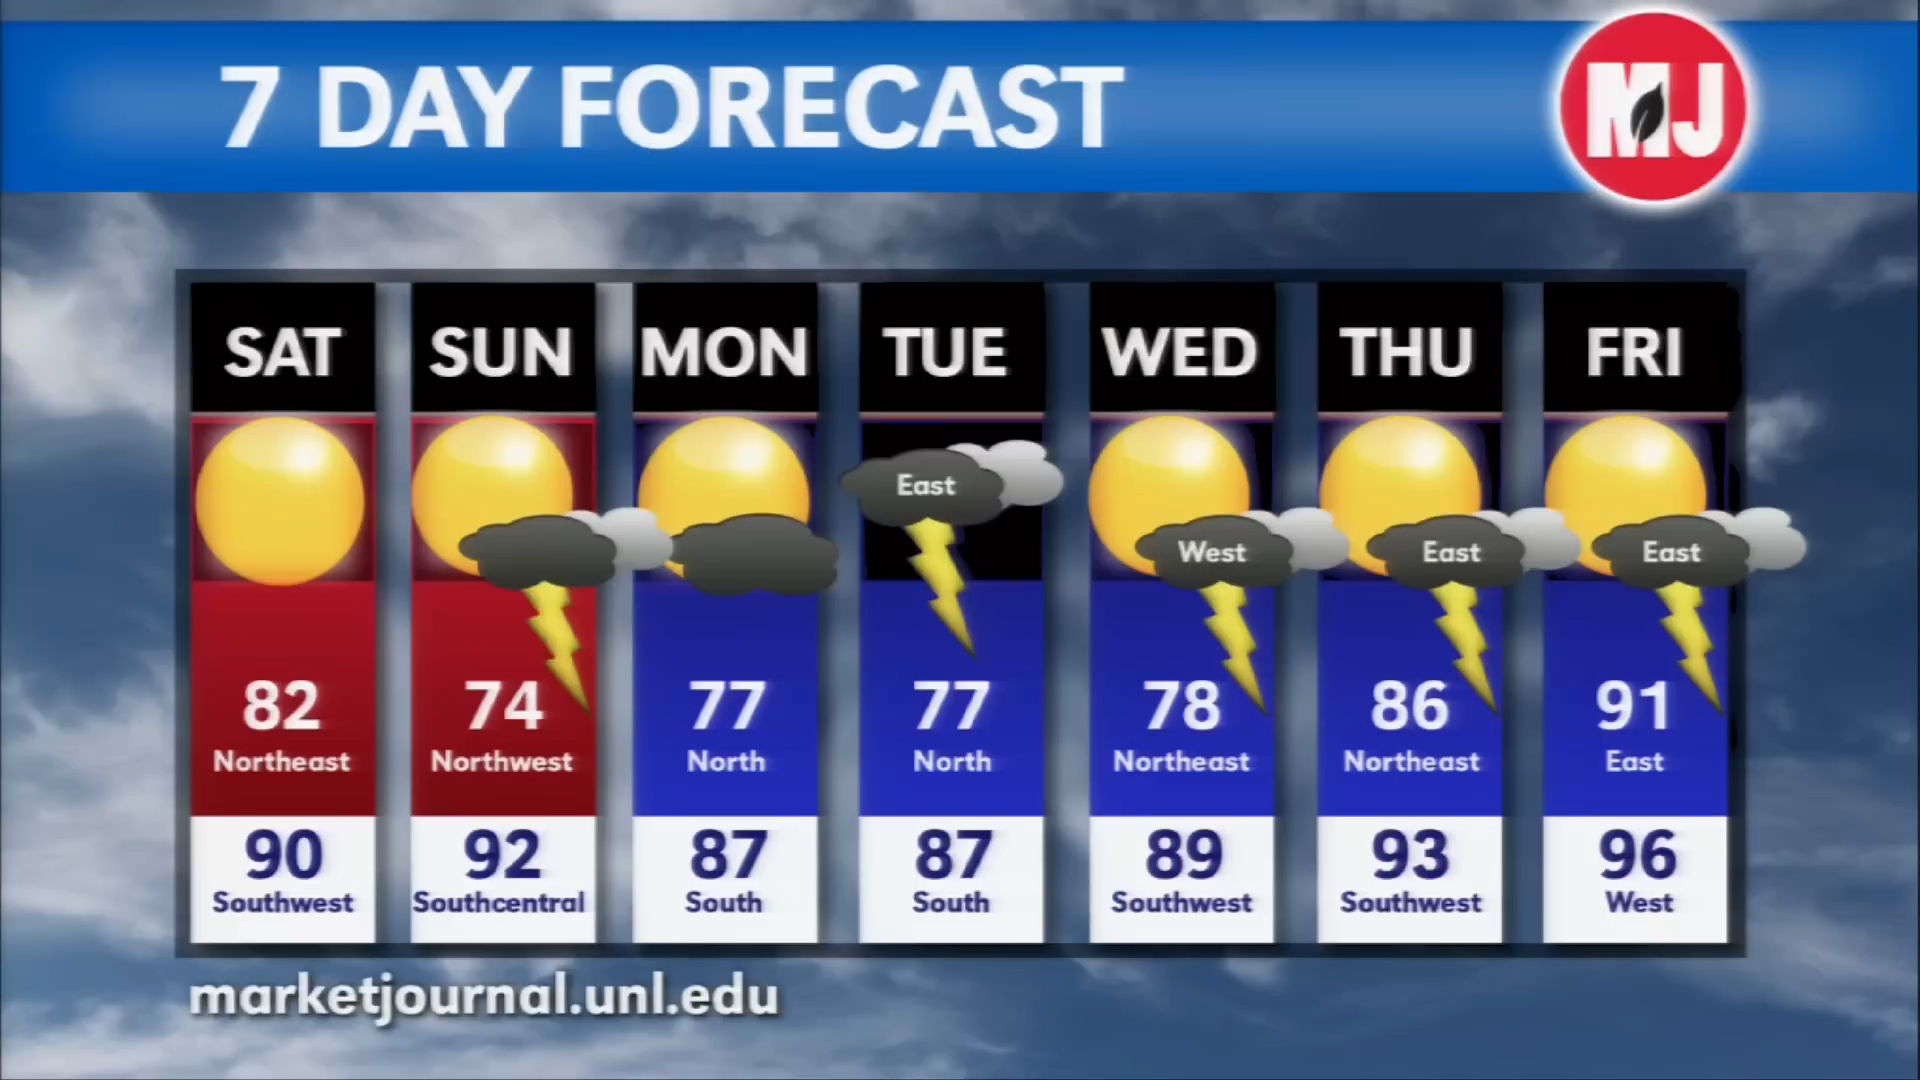 7 DAY FORECAST
MJ
SAT SUN MON TUE WED THU FRI
East
West East East
82 74 77 77 78 86 91
Northeast Northwest North North Northeast Northeast East
90 92 87 87 89 93 96
Southwest Southcentral South South Southwest Southwest West
marketjournal.unl.edu